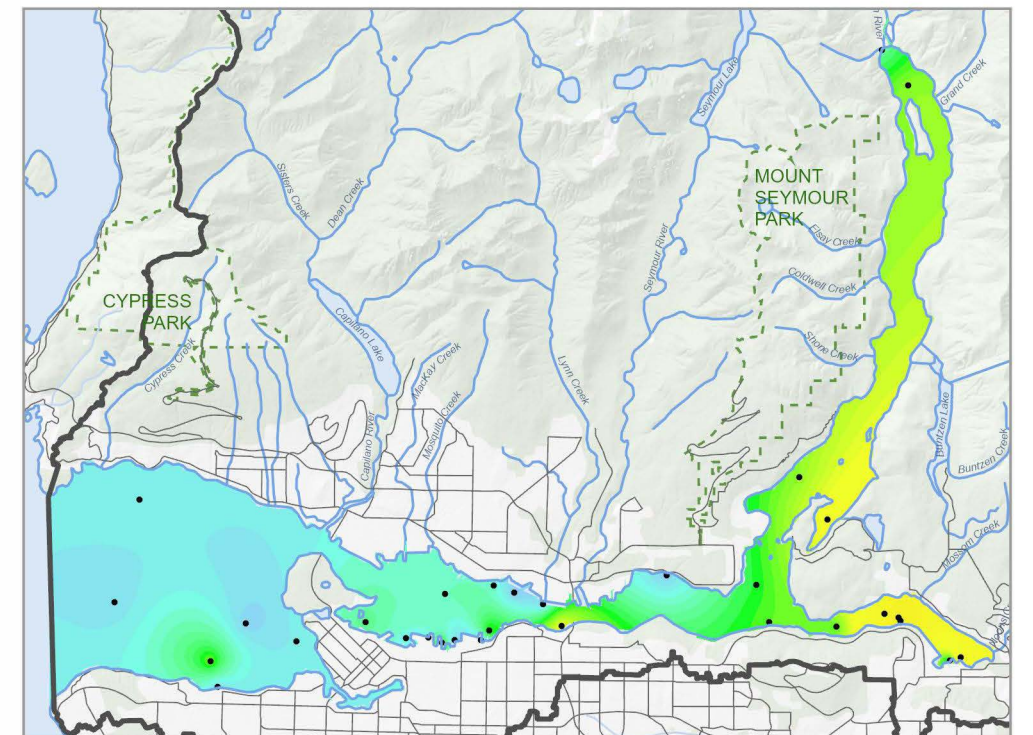 River
Grand Creek
Seymour Lake
MOUNT
SEYMOUR
PARK
Sisters Creek
Dean Creek
Elsay Creek
Seymour River
Coldwell Creek
CYPRESS
PARK
Capilano Lake
Shone Creek
Cypress Creek
MacKay Creek
Lynn Creek
Mosquito Creek
Capilano River
Buntzen Lake
Buntzen Creek
Mossom Creek